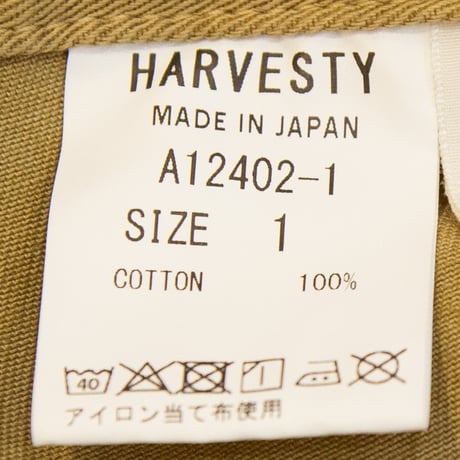 HARVESTY
MADE IN JAPAN
A12402-1
SIZE 1
COTTON 100%
40
アイロン当て布使用